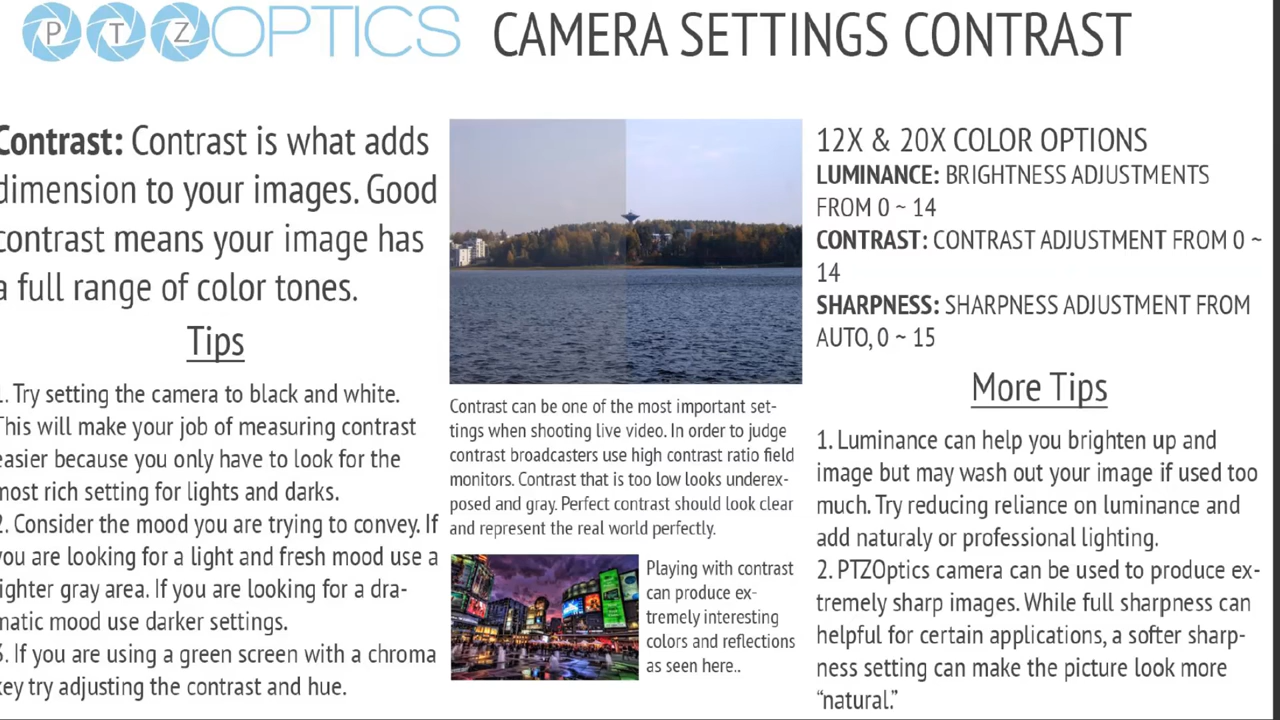 PTZOPTICS CAMERA SETTINGS CONTRAST
Contrast: Contrast is what adds
dimension to your images. Good
contrast means your image has
a full range of color tones.
Tips
1. Try setting the camera to black and white.
This will make your job of measuring contrast
easier because you only have to look for the
most rich setting for lights and darks.
2. Consider the mood you are trying to convey. If
you are looking for a light and fresh mood use a
lighter gray area. If you are looking for a dra-
matic mood use darker settings.
3. If you are using a green screen with a chroma
key try adjusting the contrast and hue.
Contrast can be one of the most important set-
tings when shooting live video. In order to judge
contrast broadcasters use high contrast ratio field
monitors. Contrast that is too low looks underex-
posed and gray. Perfect contrast should look clear
and represent the real world perfectly.
Playing with contrast
can produce ex-
tremely interesting
colors and reflections
as seen here..
12X & 20X COLOR OPTIONS
LUMINANCE: BRIGHTNESS ADJUSTMENTS
FROM 0 ~ 14
CONTRAST: CONTRAST ADJUSTMENT FROM 0 ~
14
SHARPNESS: SHARPNESS ADJUSTMENT FROM
AUTO, 0 ~ 15
More Tips
1. Luminance can help you brighten up and
image but may wash out your image if used too
much. Try reducing reliance on luminance and
add naturaly or professional lighting.
2. PTZOptics camera can be used to produce ex-
tremely sharp images. While full sharpness can
helpful for certain applications, a softer sharp-
ness setting can make the picture look more
“natural.”